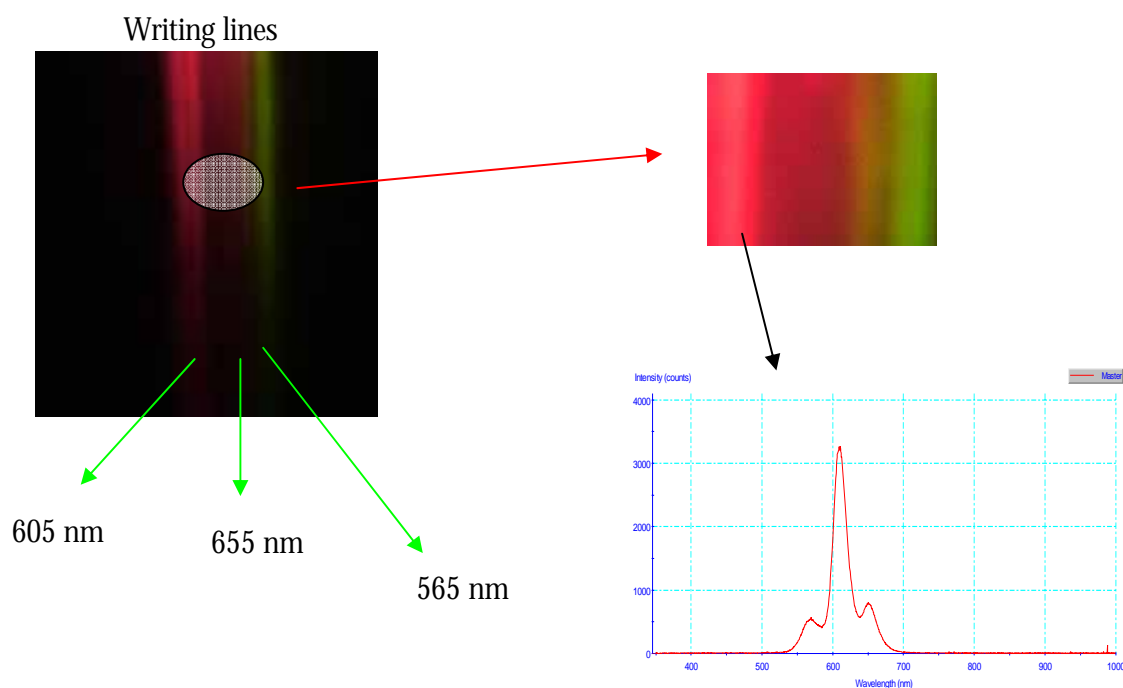 Writing lines
605 nm
655 nm
565 nm
Intensity (counts)
Master
4000
3000
2000
1000
0
400 500 600 700 800 900 1000
Wavelength (nm)